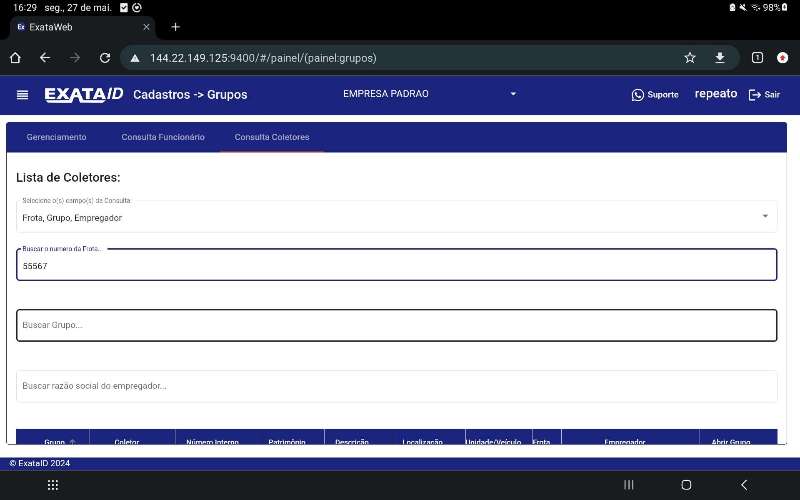 16:29 seg., 27 de mai. 98%
Ex ExataWeb
144.22.149.125:9400/#/painel/(painel:grupos) 1
EXATAID Cadastros -> Grupos EMPRESA PADRAO Suporte repeato Sair
Gerenciamento Consulta Funcionário Consulta Coletores
Lista de Coletores:
Selecione o(s) campo(s) da Consulta
Frota, Grupo, Empregador
Buscar o numero da Frota...
55567
Buscar Grupo...
Buscar razão social do empregador...
Grupo Coletor Número Interno Patrimônio Descrição Localização Unidade/Veículo Frota Empregador Abrir Grupo
© ExataID 2024